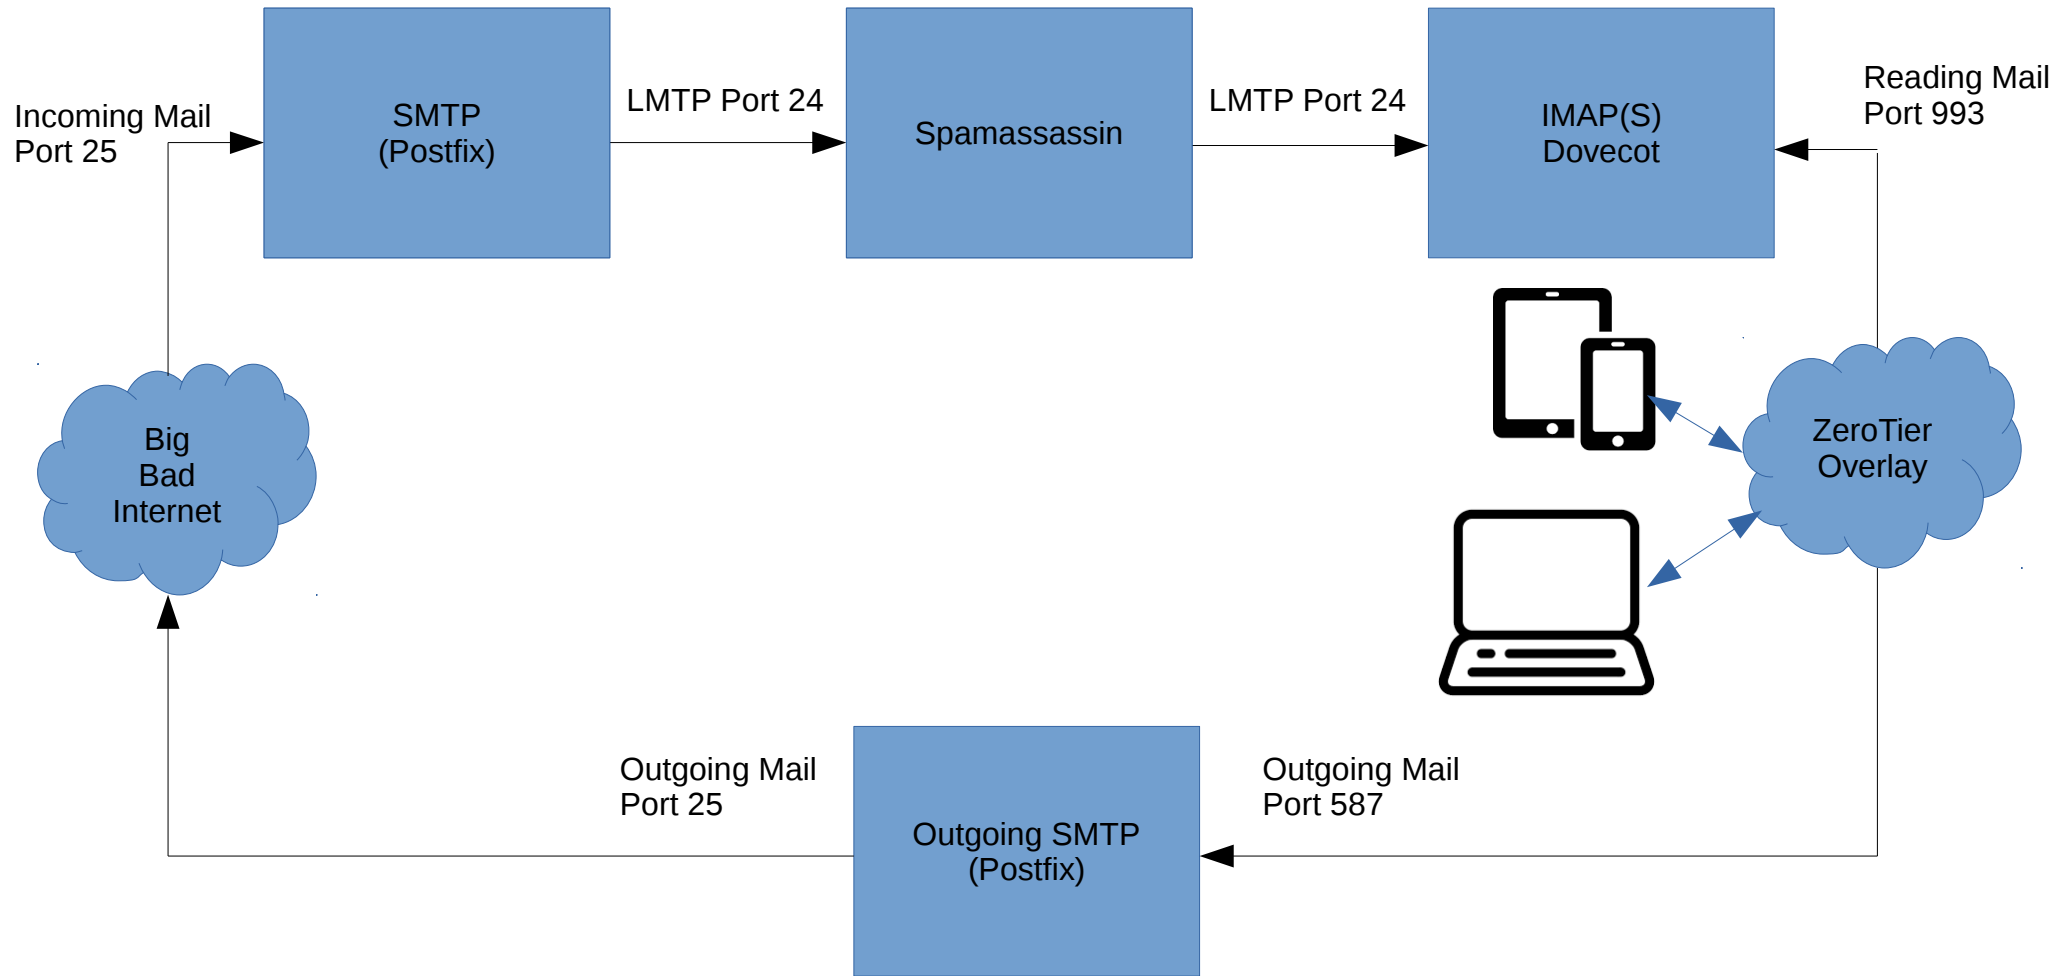 Incoming Mail
Port 25
SMTP
(Postfix)
LMTP Port 24
Spamassassin
LMTP Port 24
IMAP(S)
Dovecot
Reading Mail
Port 993
Big
Bad
Internet
ZeroTier
Overlay
Outgoing Mail
Port 25
Outgoing SMTP
(Postfix)
Outgoing Mail
Port 587